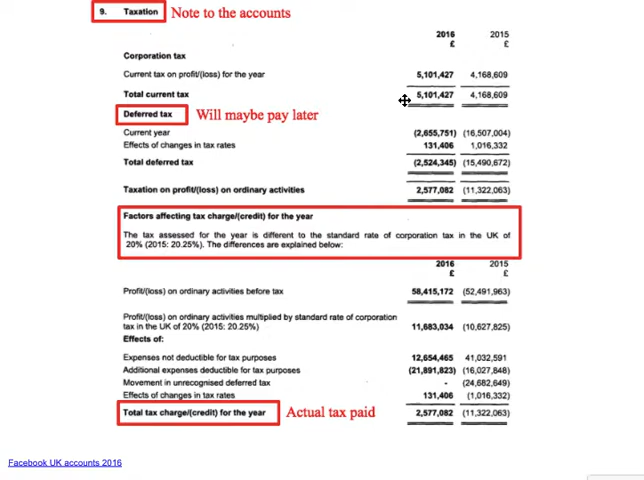 9. Taxation Note to the accounts
2016 2015
£ £
Corporation tax
Current tax on profit/(loss) for the year 5,101,427 4,168,609
Total current tax 5,101,427 4,168,609
Deferred tax Will maybe pay later
Current year (2,655,751) (16,507,004)
Effects of changes in tax rates 131,406 1,016,332
Total deferred tax (2,524,345) (15,490,672)
Taxation on profit/(loss) on ordinary activities 2,577,082 (11,322,063)
Factors affecting tax charge/(credit) for the year
The tax assessed for the year is different to the standard rate of corporation tax in the UK of
20% (2015: 20.25%). The differences are explained below:
2016 2015
£ £
Profit/(loss) on ordinary activities before tax 58,415,172 (52,491,963)
Profit/(loss) on ordinary activities multiplied by standard rate of corporation
tax in the UK of 20% (2015: 20.25%) 11,683,034 (10,627,825)
Effects of:
Expenses not deductible for tax purposes 12,654,465 41,032,591
Additional expenses deductible for tax purposes (21,891,823) (16,027,848)
Movement in unrecognised deferred tax - (24,682,649)
Effects of changes in tax rates 131,406 (1,016,332)
Total tax charge/(credit) for the year Actual tax paid 2,577,082 (11,322,063)
Facebook UK accounts 2016